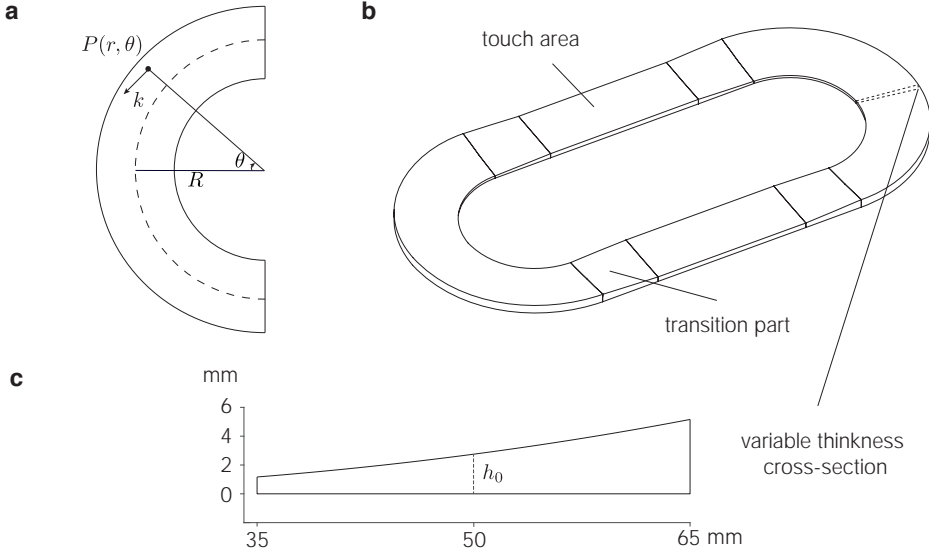 a
P(r, θ)
k
θ
R
b
touch area
transition part
variable thinkness
cross-section
c
mm
6
4
2
0
h₀
35
50
65 mm